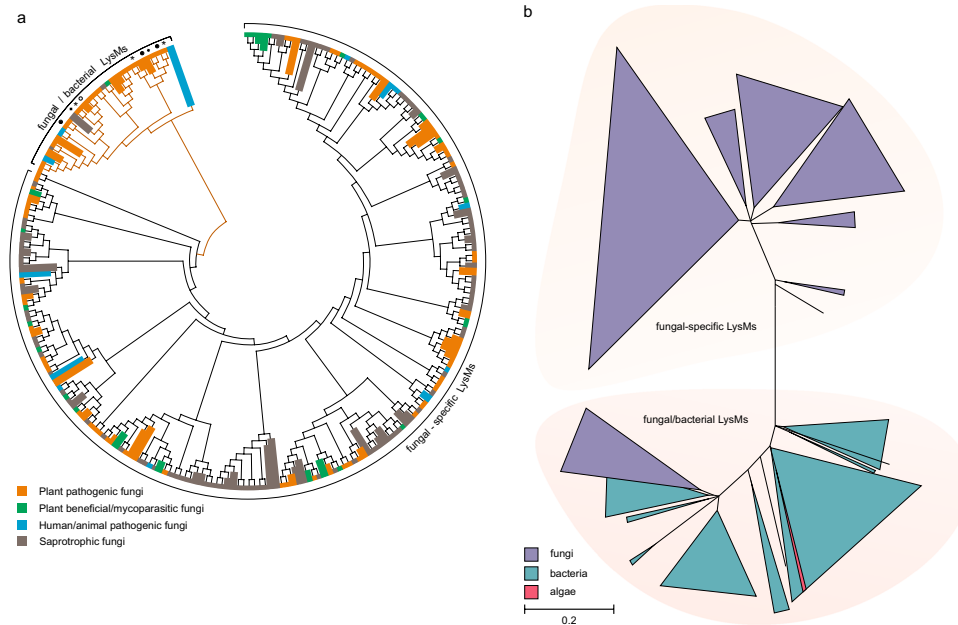 a
fungal / bacterial LysMs
fungal - specific LysMs
Plant pathogenic fungi
Plant beneficial/mycoparasitic fungi
Human/animal pathogenic fungi
Saprotrophic fungi
b
fungal-specific LysMs
fungal/bacterial LysMs
fungi
bacteria
algae
0.2